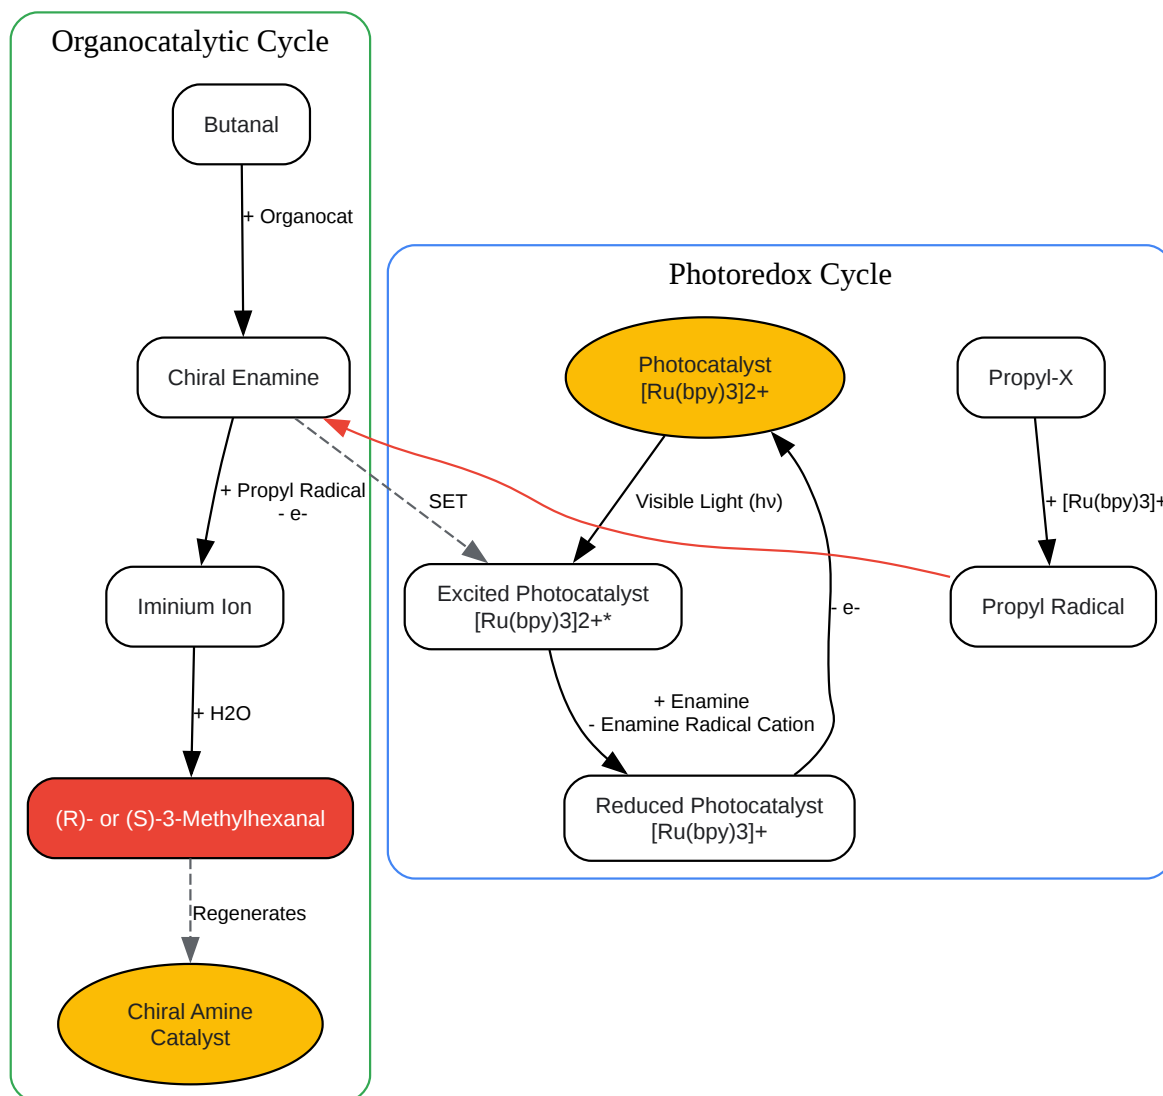 Organocatalytic Cycle
Butanal
+ Organocat
Chiral Enamine
+ Propyl Radical
- e-
Iminium Ion
+ H2O
(R)- or (S)-3-Methylhexanal
Regenerates
Chiral Amine
Catalyst
SET
Photoredox Cycle
Photocatalyst
[Ru(bpy)3]2+
Visible Light (hν)
Excited Photocatalyst
[Ru(bpy)3]2+*
+ Enamine
- Enamine Radical Cation
Reduced Photocatalyst
[Ru(bpy)3]+
- e-
Propyl-X
+ [Ru(bpy)3]+
Propyl Radical